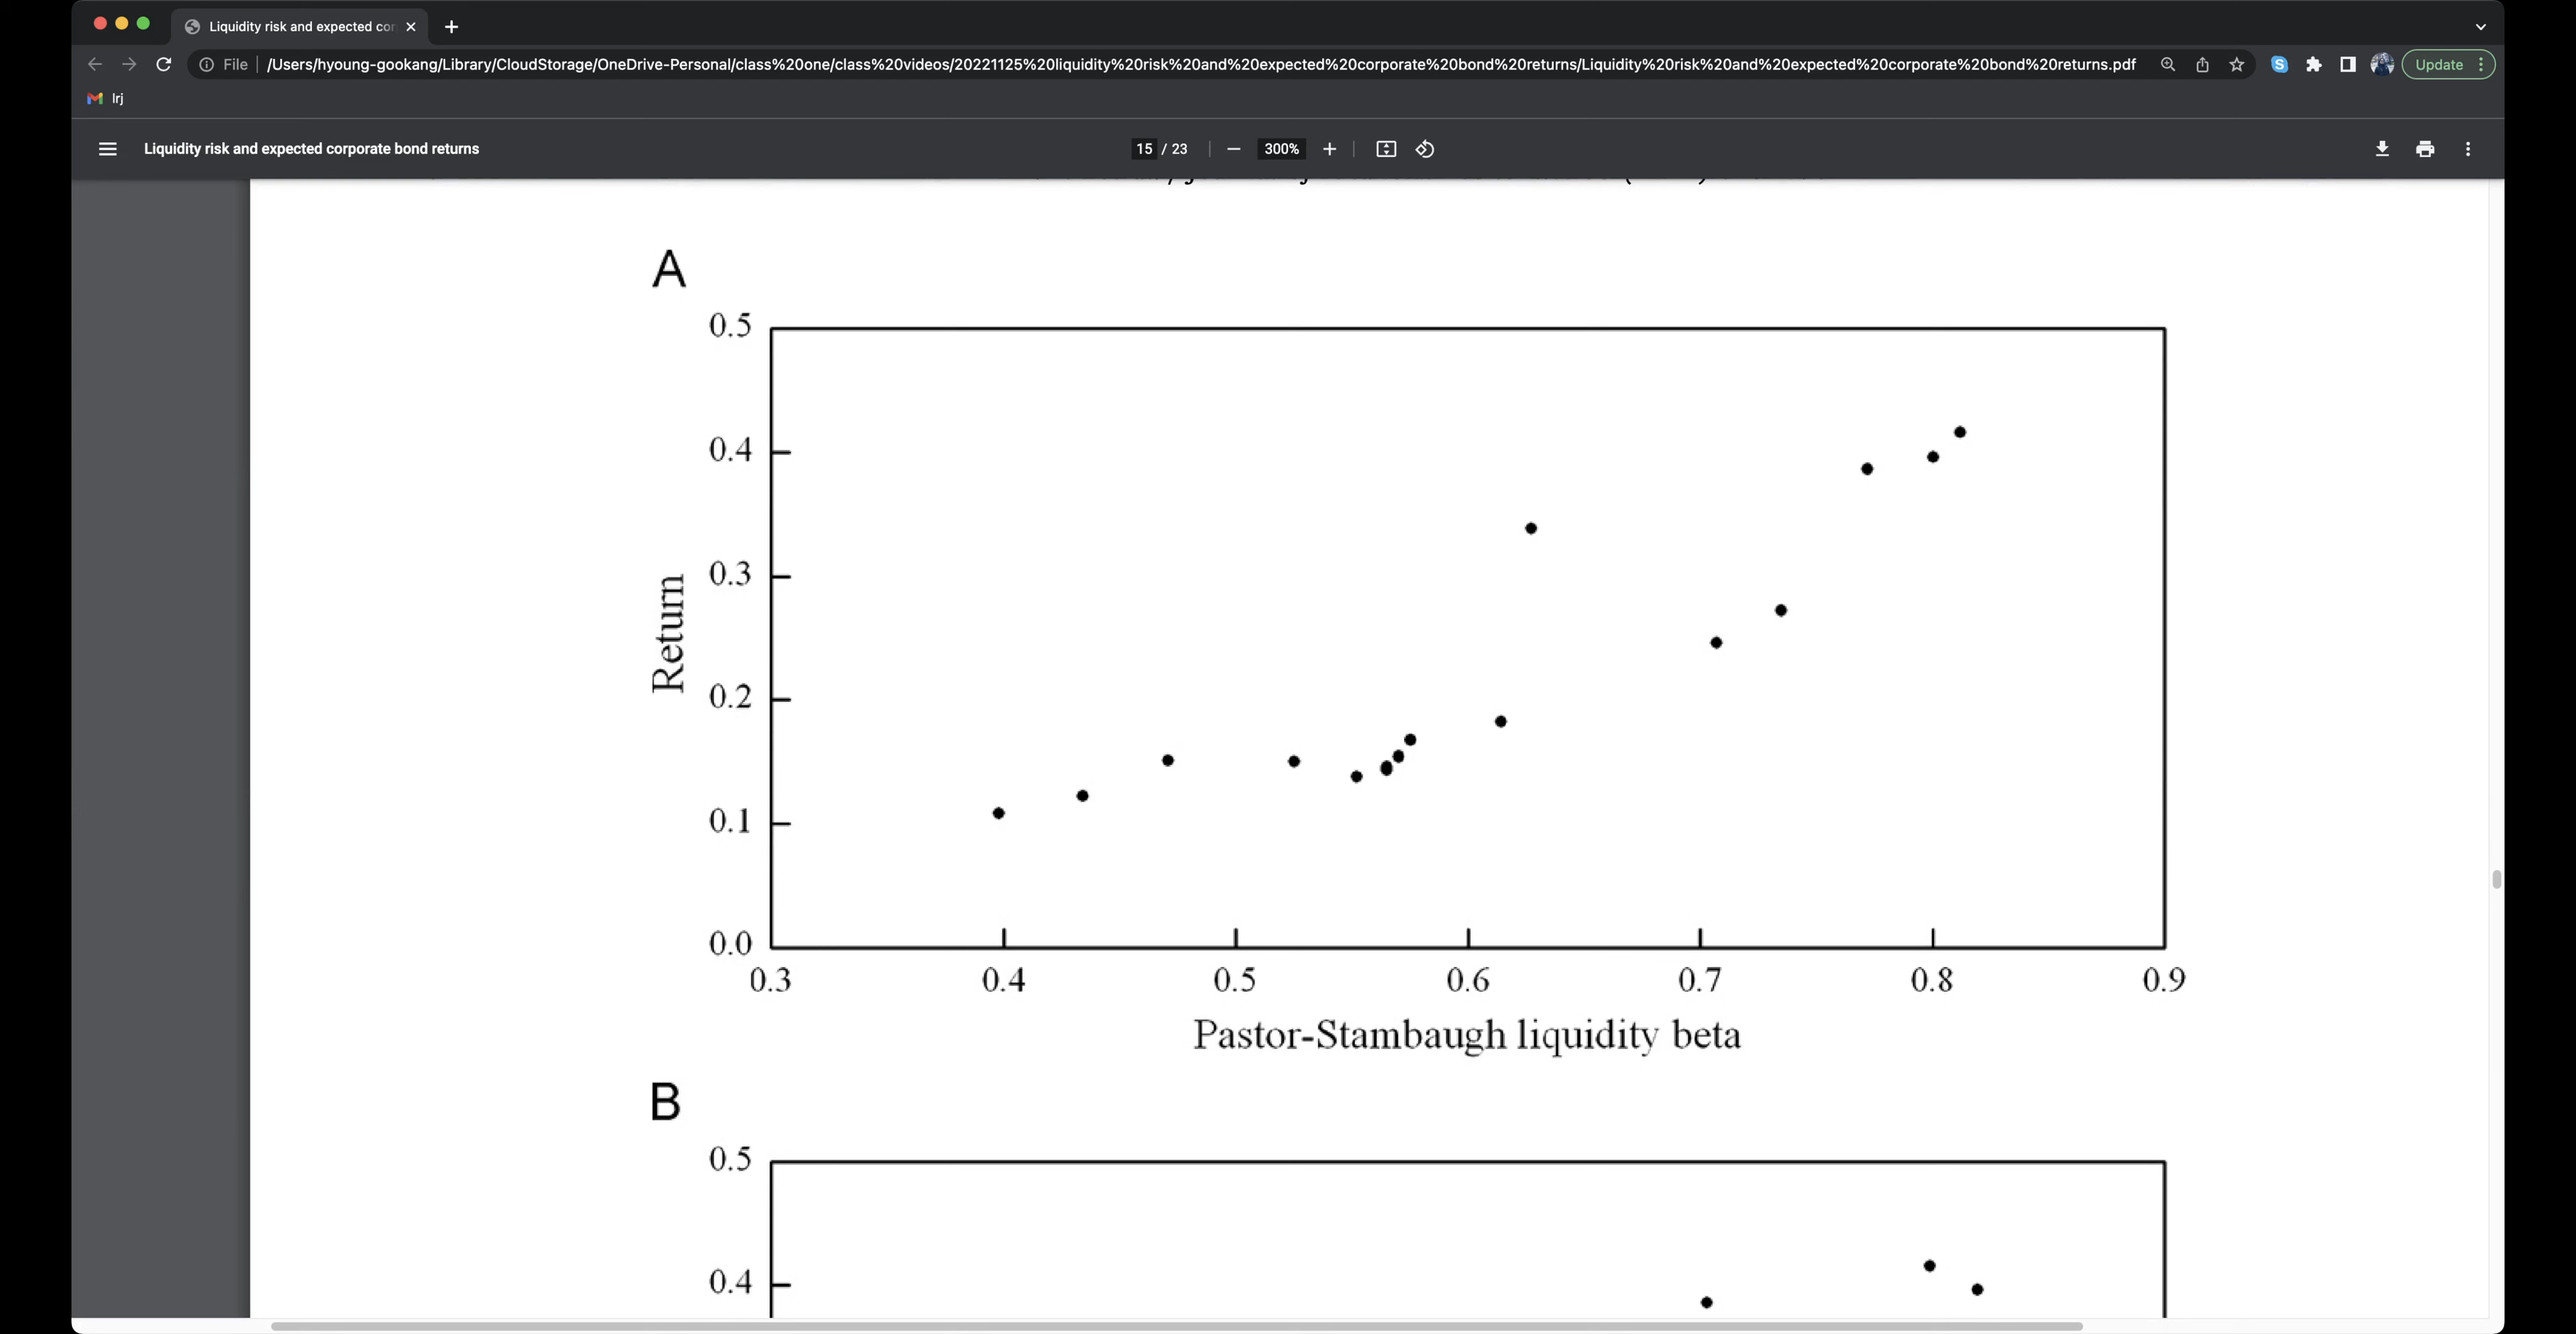 Liquidity risk and expected cor
File
/Users/hyoung-gookang/Library/CloudStorage/OneDrive-Personal/class%20one/class%20videos/20221125%20liquidity%20risk%20and%20expected%20corporate%20bond%20returns/Liquidity%20risk%20and%20expected%20corporate%20bond%20returns.pdf
S
Update
lrj
Liquidity risk and expected corporate bond returns
15 / 23
300%
A
0.5
0.4
0.3
0.2
0.1
0.0
Return
0.3 0.4 0.5 0.6 0.7 0.8 0.9
Pastor-Stambaugh liquidity beta
B
0.5
0.4